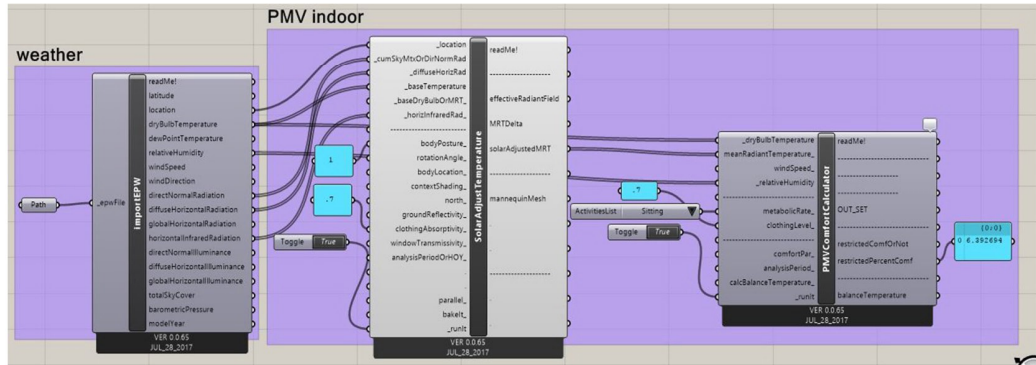 PMV indoor
weather
Path
_epwFile
importEPW
readMe!
latitude
location
dryBulbTemperature
dewPointTemperature
relativeHumidity
windSpeed
windDirection
directNormalRadiation
diffuseHorizontalRadiation
globalHorizontalRadiation
horizontalInfraredRadiation
directNormalIlluminance
diffuseHorizontalIlluminance
globalHorizontalIlluminance
totalSkyCover
barometricPressure
modelYear
VER 0.0.65
JUL_28_2017
1
.7
Toggle True
_location
_cumSkyMtxOrDirNormRad
_diffuseHorizRad_
_baseTemperature
_baseDryBulbOrMRT_
_horizInfraredRad_
--------------------
bodyPosture_
rotationAngle_
bodyLocation_
contextShading_
north_
groundReflectivity_
clothingAbsorptivity_
windowTransmissivity_
analysisPeriodOrHOY_
parallel_
bakeIt_
_runIt
SolarAdjustTemperature
readMe!
--------------------
effectiveRadiantField
MRTDelta
solarAdjustedMRT
--------------------
mannequinMesh
--------------------
VER 0.0.65
JUL_28_2017
.7
ActivitiesList Sitting
Toggle True
_dryBulbTemperature
meanRadiantTemperature_
windSpeed_
_relativeHumidity
--------------------
metabolicRate_
clothingLevel_
--------------------
comfortPar_
analysisPeriod_
calcBalanceTemperature_
_runIt
PMVComfortCalculator
readMe!
--------------------
--------------------
--------------------
OUT_SET
--------------------
restrictedComfOrNot
restrictedPercentComf
--------------------
balanceTemperature
VER 0.0.65
JUL_28_2017
{0;0}
0 6.392694